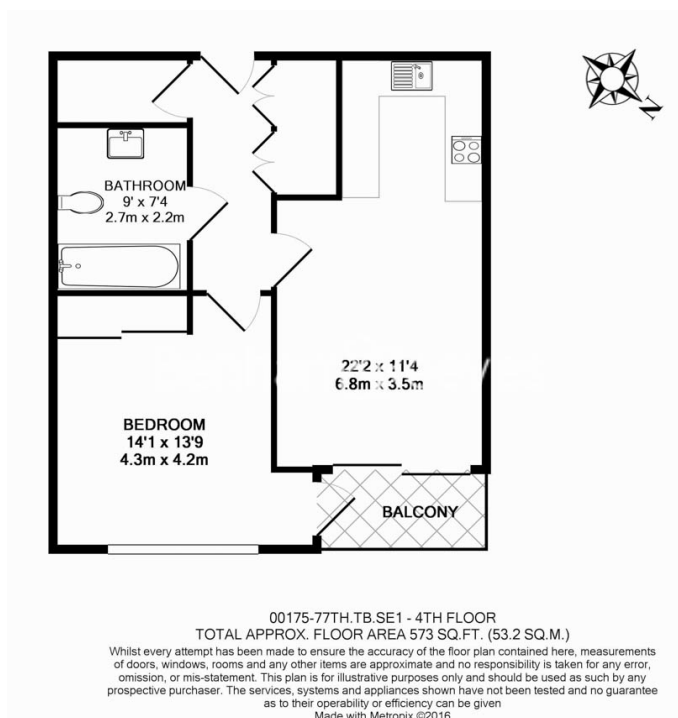 N
BATHROOM
9' x 7'4
2.7m x 2.2m
22'2 x 11'4
6.8m x 3.5m
BEDROOM
14'1 x 13'9
4.3m x 4.2m
BALCONY
00175-77TH.TB.SE1 - 4TH FLOOR
TOTAL APPROX. FLOOR AREA 573 SQ.FT. (53.2 SQ.M.)
Whilst every attempt has been made to ensure the accuracy of the floor plan contained here, measurements
of doors, windows, rooms and any other items are approximate and no responsibility is taken for any error,
omission, or mis-statement. This plan is for illustrative purposes only and should be used as such by any
prospective purchaser. The services, systems and appliances shown have not been tested and no guarantee
as to their operability or efficiency can be given
Made with Metropix ©2016